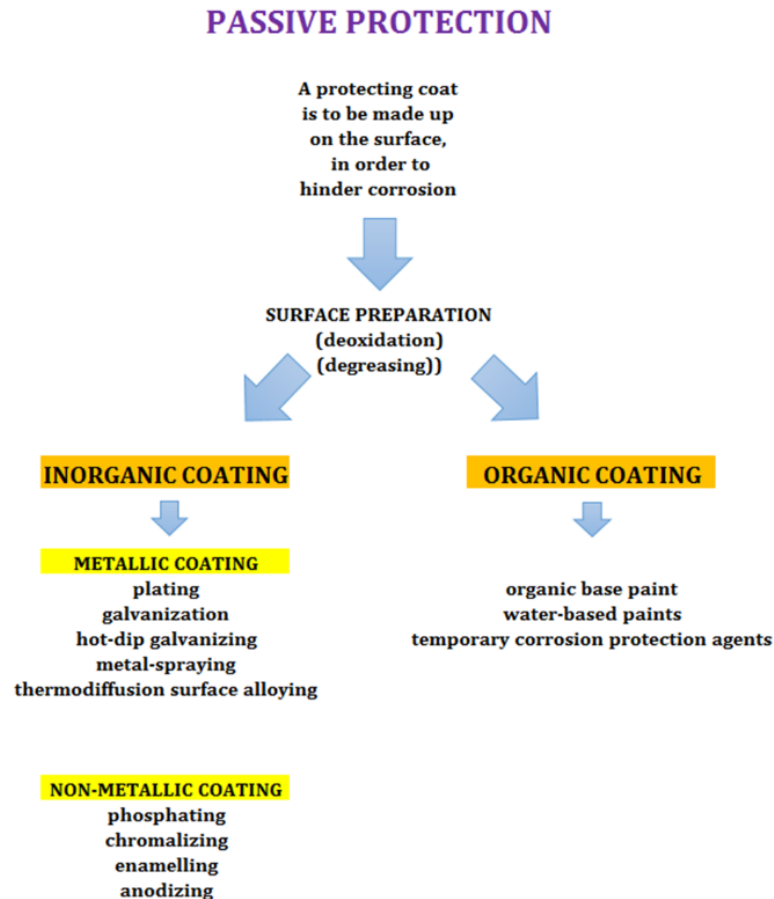 PASSIVE PROTECTION
A protecting coat
is to be made up
on the surface,
in order to
hinder corrosion
SURFACE PREPARATION
(deoxidation)
(degreasing))
INORGANIC COATING
METALLIC COATING
plating
galvanization
hot-dip galvanizing
metal-spraying
thermodiffusion surface alloying
NON-METALLIC COATING
phosphating
chromalizing
enamelling
anodizing
ORGANIC COATING
organic base paint
water-based paints
temporary corrosion protection agents